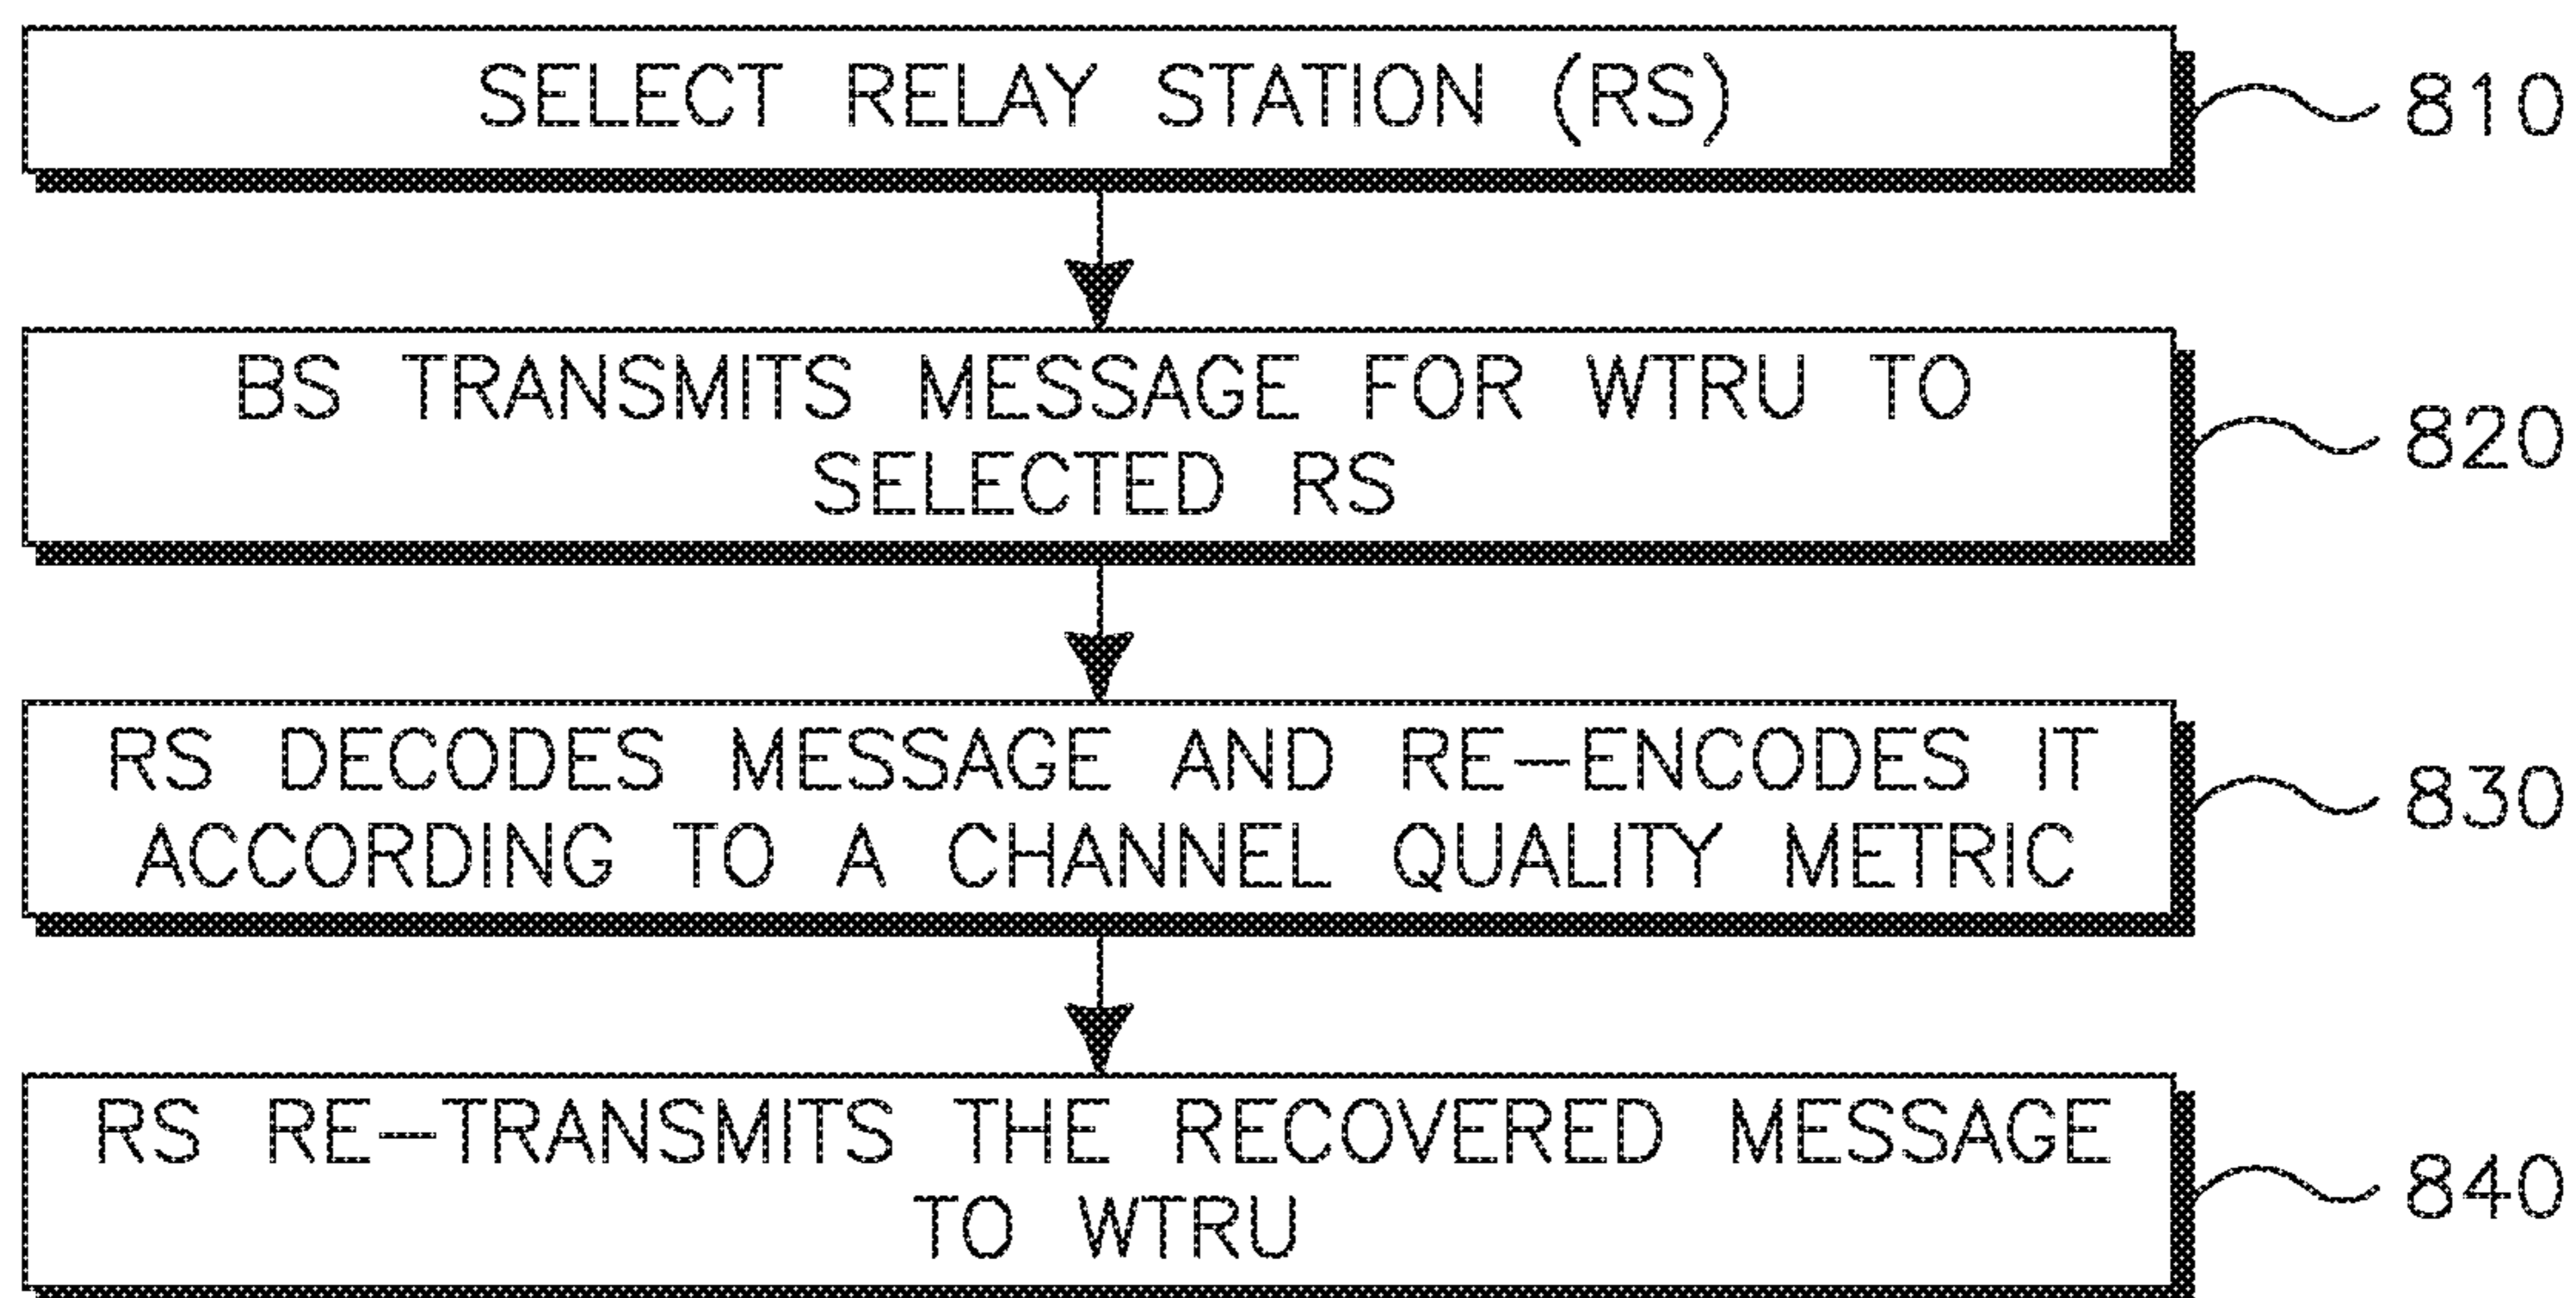 SELECT RELAY STATION (RS)
810
BS TRANSMITS MESSAGE FOR WTRU TO
SELECTED RS
820
RS DECODES MESSAGE AND RE-ENCODES IT
ACCORDING TO A CHANNEL QUALITY METRIC
830
RS RE-TRANSMITS THE RECOVERED MESSAGE
TO WTRU
840